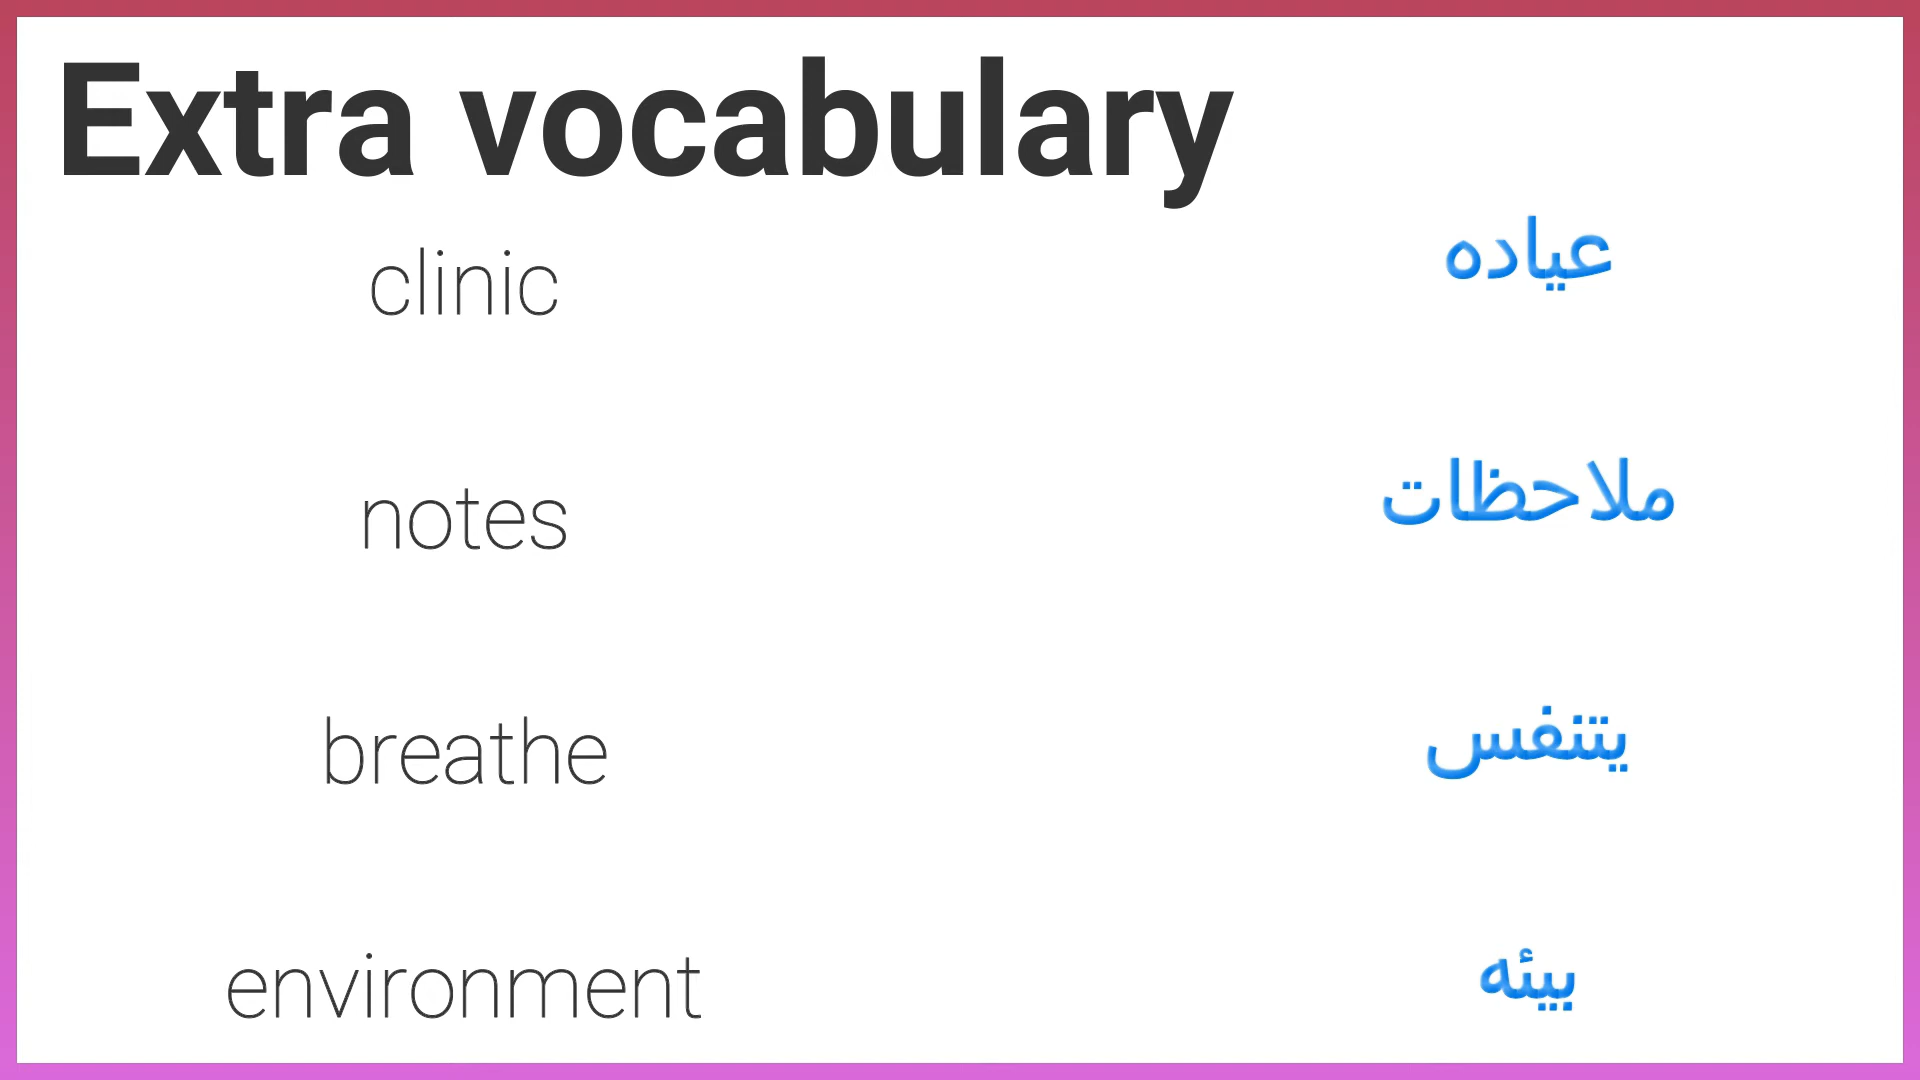 Extra vocabulary
clinic
عياده
notes
ملاحظات
breathe
يتنفس
environment
بيئه